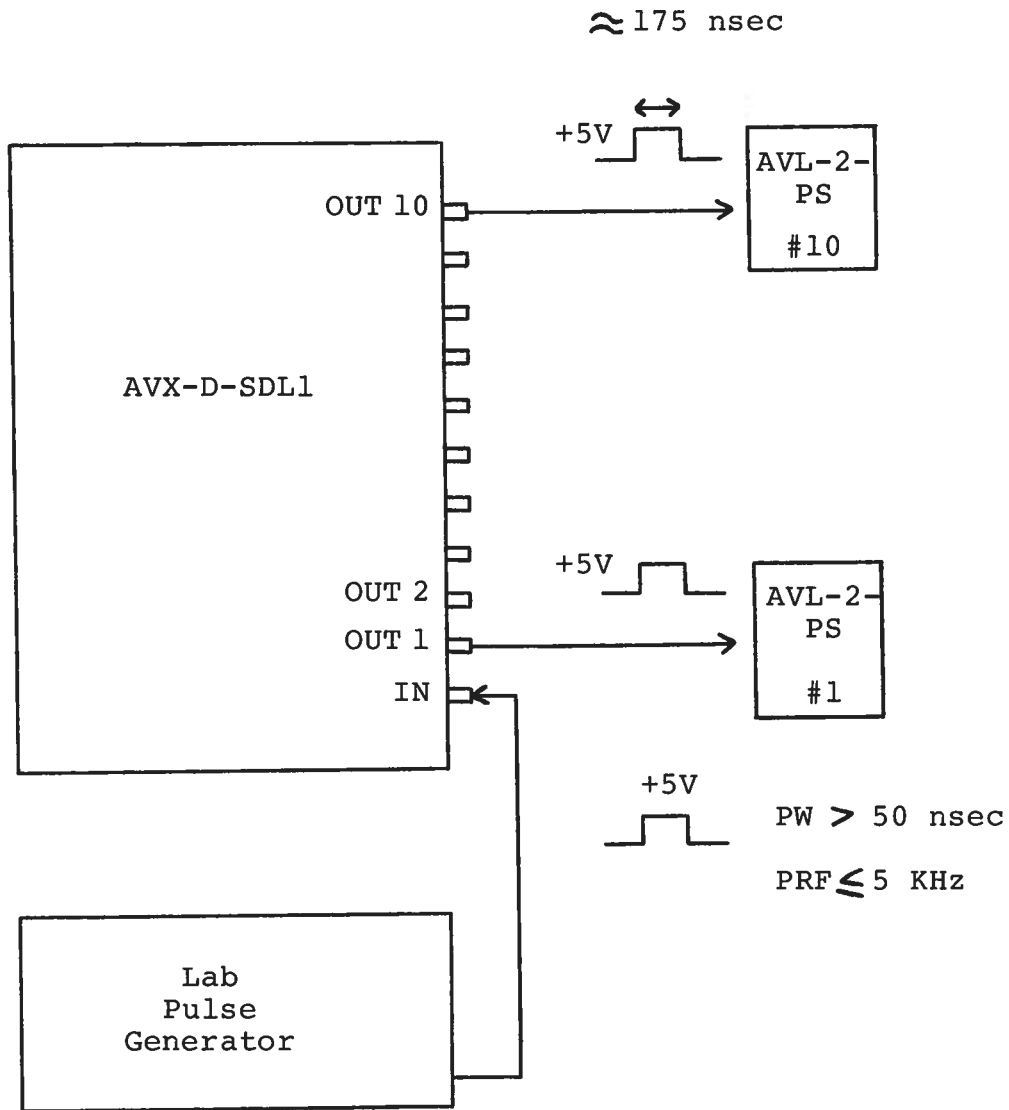 ≈ 175 nsec
+5V
AVL-2-
PS
#10
OUT 10
AVX-D-SDL1
+5V
OUT 2
AVL-2-
PS
OUT 1
#1
IN
+5V
PW > 50 nsec
PRF ≤ 5 KHz
Lab
Pulse
Generator